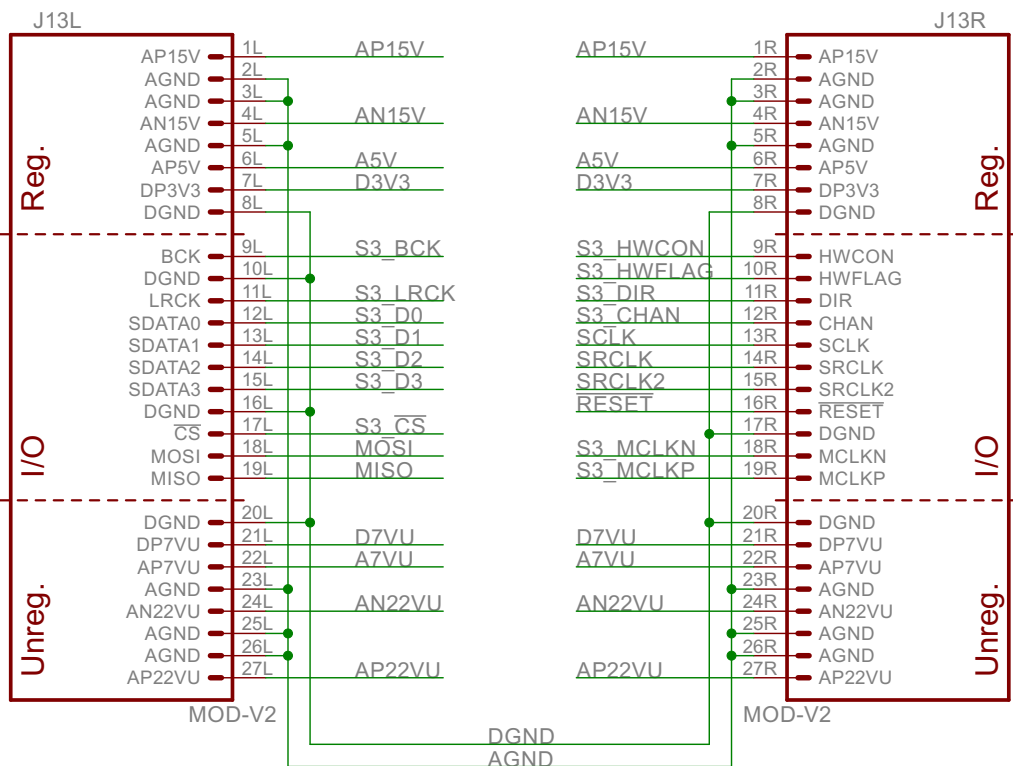 J13L J13R
AP15V 1L AP15V AP15V 1R AP15V
AGND 2L 2R AGND
AGND 3L 3R AGND
AN15V 4L AN15V AN15V 4R AN15V
AGND 5L 5R AGND
AP5V 6L A5V A5V 6R AP5V
DP3V3 7L D3V3 D3V3 7R DP3V3
DGND 8L 8R DGND
Reg. Reg.
BCK 9L S3_BCK S3_HWCON 9R HWCON
DGND 10L S3_HWFLAG 10R HWFLAG
LRCK 11L S3_LRCK S3_DIR 11R DIR
SDATA0 12L S3_D0 S3_CHAN 12R CHAN
SDATA1 13L S3_D1 SCLK 13R SCLK
SDATA2 14L S3_D2 SRCLK 14R SRCLK
SDATA3 15L S3_D3 SRCLK2 15R SRCLK2
DGND 16L R̅E̅S̅E̅T̅ 16R R̅E̅S̅E̅T̅
C̅S̅ 17L S3_C̅S̅ 17R DGND
MOSI 18L MOSI S3_MCLKN 18R MCLKN
MISO 19L MISO S3_MCLKP 19R MCLKP
I/O I/O
DGND 20L 20R DGND
DP7VU 21L D7VU D7VU 21R DP7VU
AP7VU 22L A7VU A7VU 22R AP7VU
AGND 23L 23R AGND
AN22VU 24L AN22VU AN22VU 24R AN22VU
AGND 25L 25R AGND
AGND 26L 26R AGND
AP22VU 27L AP22VU AP22VU 27R AP22VU
Unreg. Unreg.
MOD-V2 MOD-V2
DGND
AGND